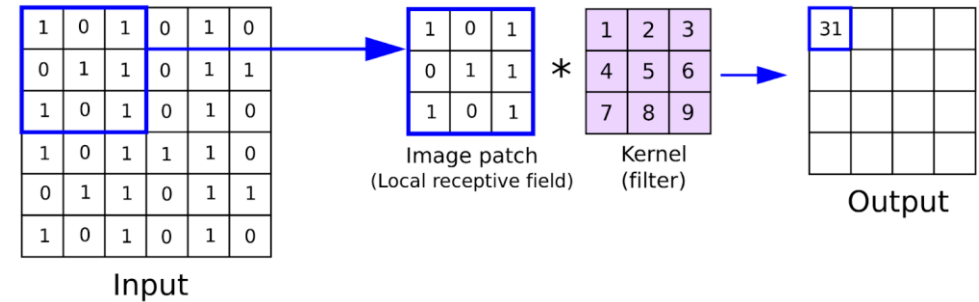 1 0 1 0 1 0
0 1 1 0 1 1
1 0 1 0 1 0
1 0 1 1 1 0
0 1 1 0 1 1
1 0 1 0 1 0
Input
1 0 1
0 1 1
1 0 1
Image patch
(Local receptive field)
*
1 2 3
4 5 6
7 8 9
Kernel
(filter)
31
Output